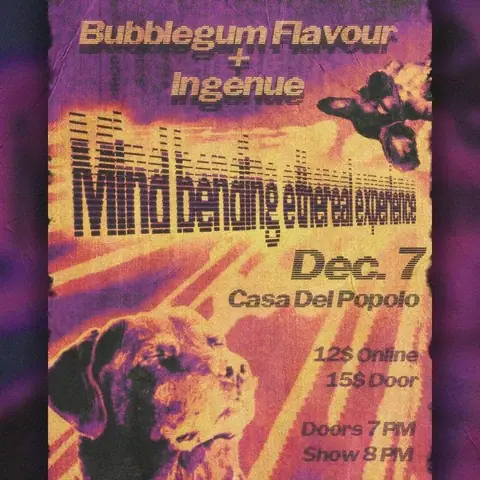 Bubblegum Flavour
+
Ingenue
Mind bending ethereal experience
Dec. 7
Casa Del Popolo
12$ Online
15$ Door
Doors 7 PM
Show 8 PM